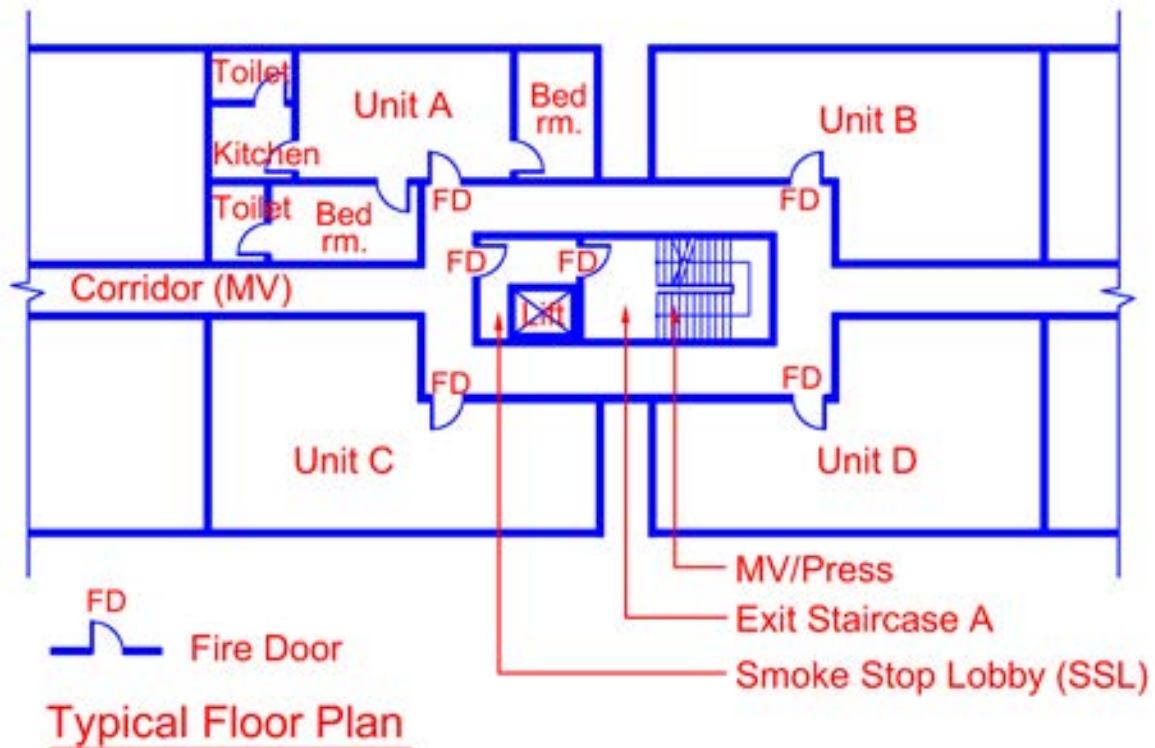 Toilet
Unit A
Bed
rm.
Unit B
Kitchen
FD
FD
Toilet
Bed
rm.
FD
FD
Corridor (MV)
Lift
FD
FD
Unit C
Unit D
MV/Press
Exit Staircase A
Smoke Stop Lobby (SSL)
FD
Fire Door
Typical Floor Plan